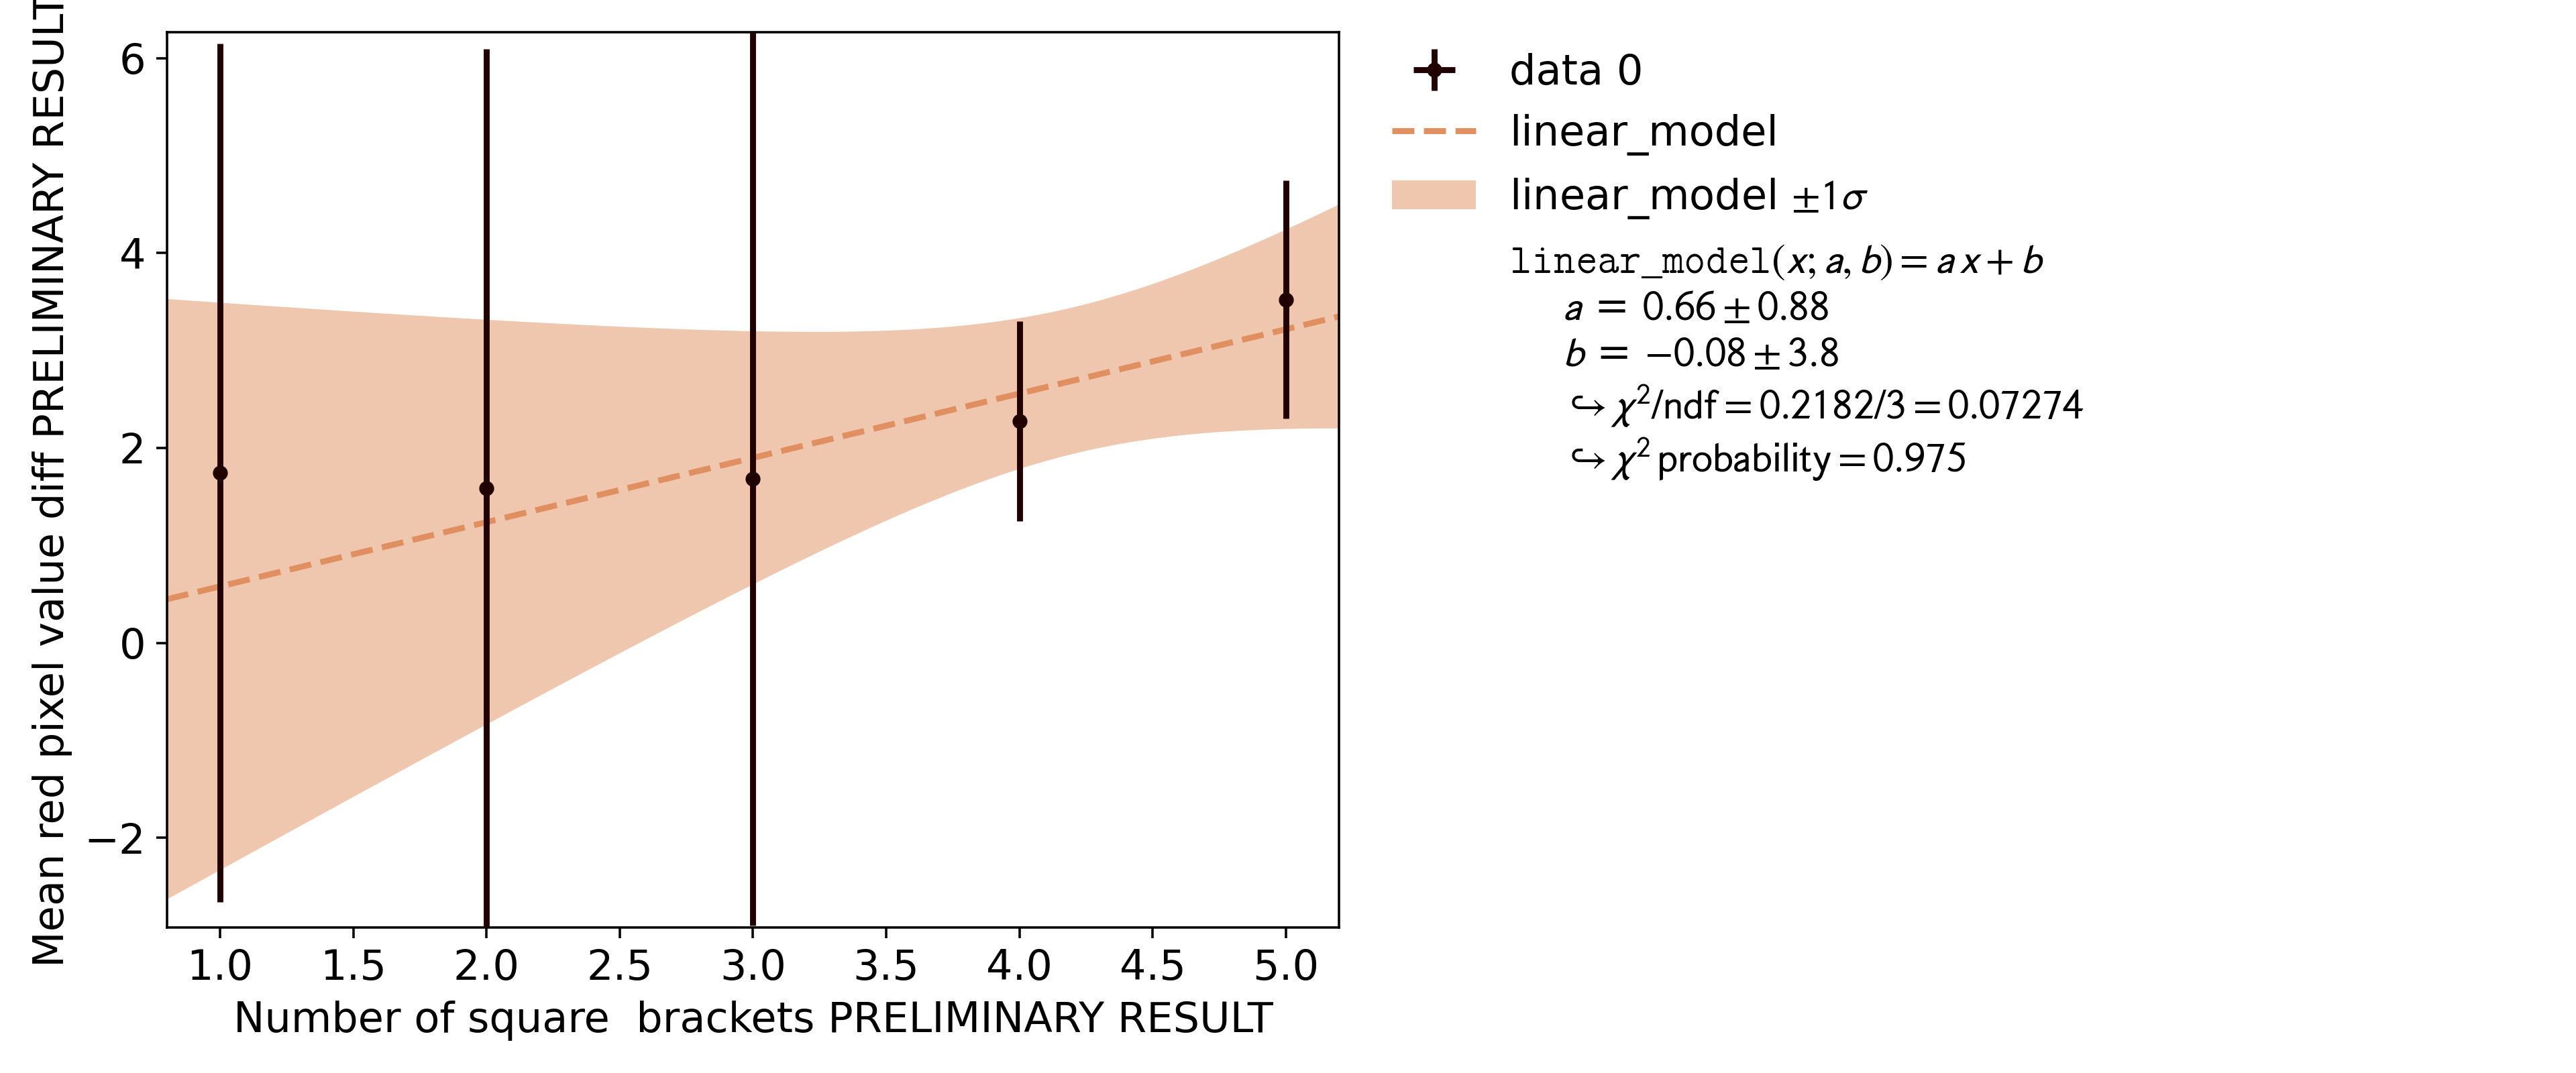 Mean red pixel value diff PRELIMINARY RESULT
6
4
2
0
−2
1.0 1.5 2.0 2.5 3.0 3.5 4.0 4.5 5.0
Number of square  brackets PRELIMINARY RESULT
data 0
linear_model
linear_model ±1σ
linear_model(x; a, b) = a x + b
a = 0.66 ± 0.88
b = −0.08 ± 3.8
↪ χ²/ndf = 0.2182/3 = 0.07274
↪ χ² probability = 0.975